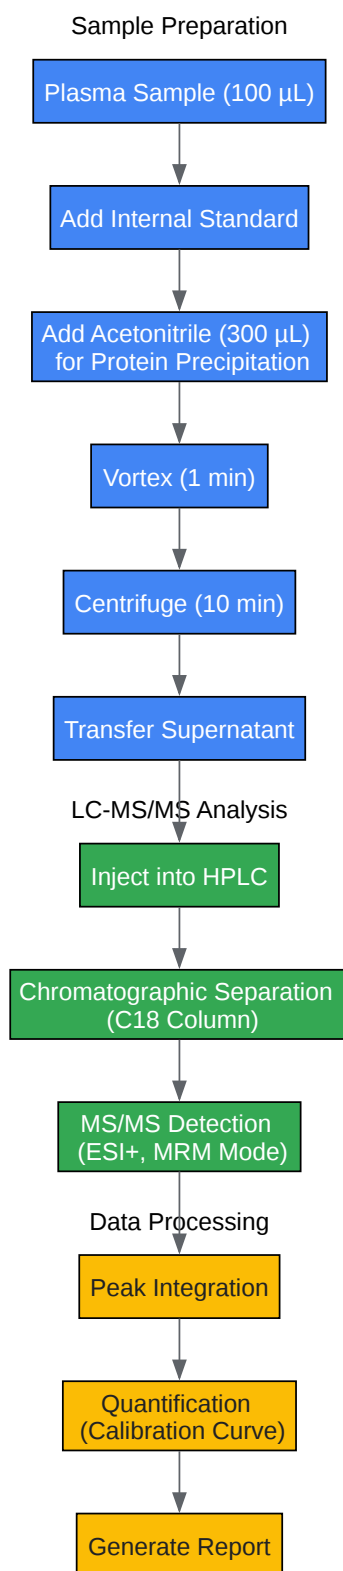 Sample Preparation
Plasma Sample (100 µL)
Add Internal Standard
Add Acetonitrile (300 µL)
for Protein Precipitation
Vortex (1 min)
Centrifuge (10 min)
Transfer Supernatant
LC-MS/MS Analysis
Inject into HPLC
Chromatographic Separation
(C18 Column)
MS/MS Detection
(ESI+, MRM Mode)
Data Processing
Peak Integration
Quantification
(Calibration Curve)
Generate Report